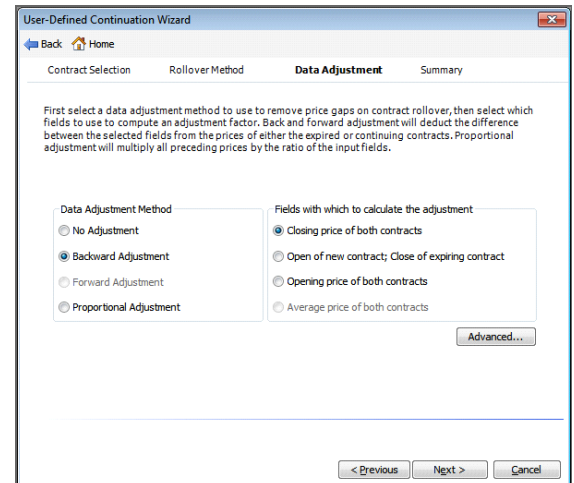 User-Defined Continuation Wizard
Back Home
Contract Selection Rollover Method Data Adjustment Summary
First select a data adjustment method to use to remove price gaps on contract rollover, then select which
fields to use to compute an adjustment factor. Back and forward adjustment will deduct the difference
between the selected fields from the prices of either the expired or continuing contracts. Proportional
adjustment will multiply all preceding prices by the ratio of the input fields.
Data Adjustment Method
No Adjustment
Backward Adjustment
Forward Adjustment
Proportional Adjustment
Fields with which to calculate the adjustment
Closing price of both contracts
Open of new contract; Close of expiring contract
Opening price of both contracts
Average price of both contracts
Advanced...
< Previous Next > Cancel